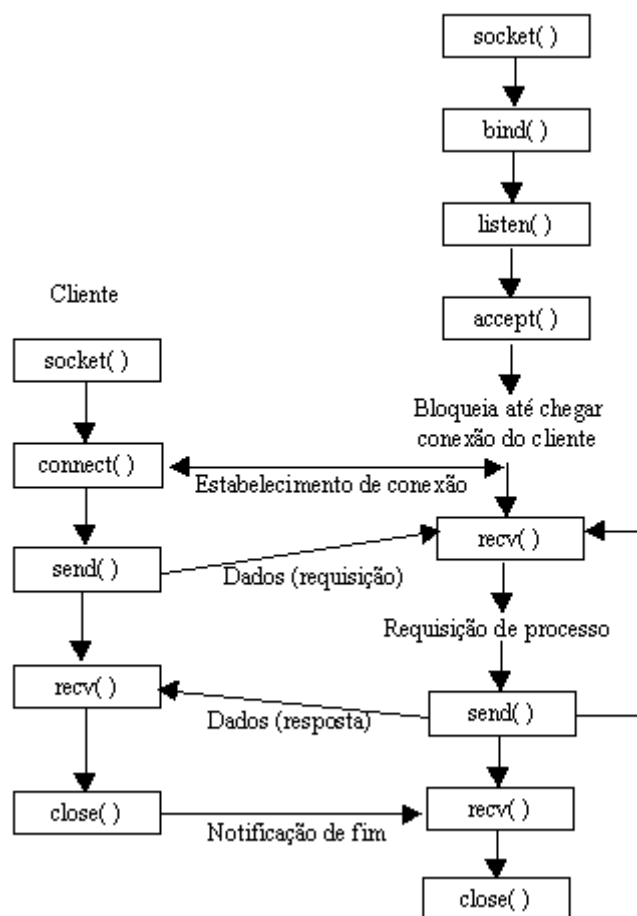 socket( )
bind( )
listen( )
Cliente
accept( )
socket( )
Bloqueia até chegar
conexão do cliente
connect( )
Estabelecimento de conexão
recv( )
send( )
Dados (requisição)
Requisição de processo
recv( )
Dados (resposta)
send( )
close( )
recv( )
Notificação de fim
close( )